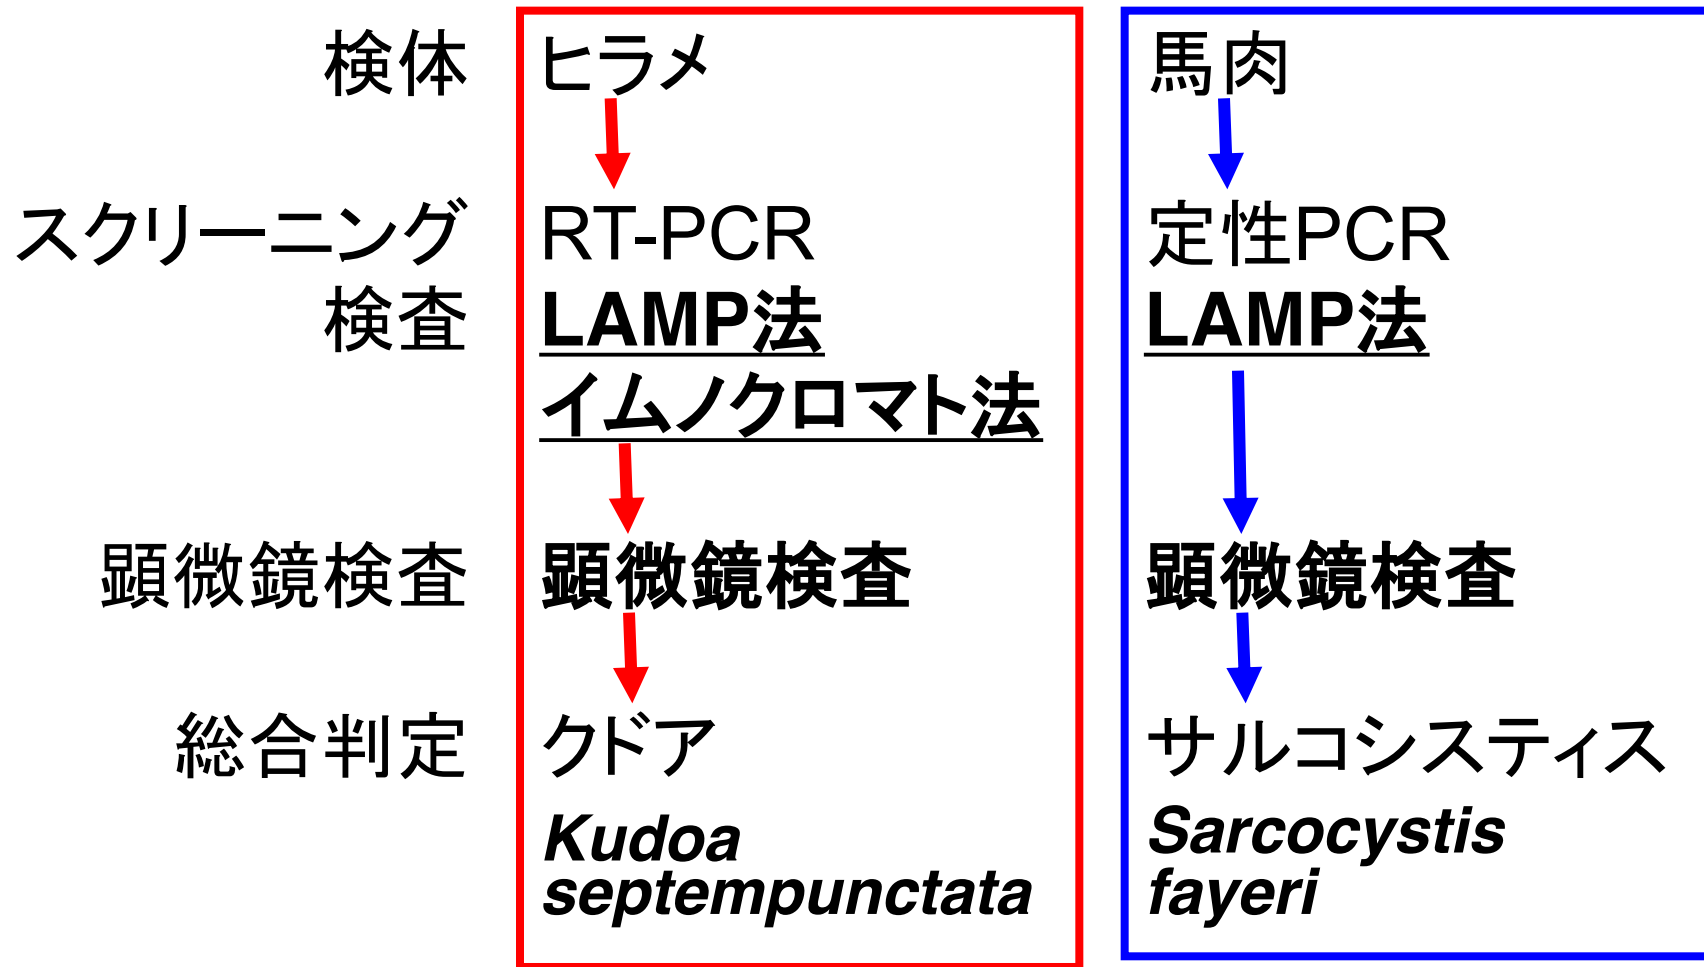 検体 ヒラメ 馬肉
スクリーニング RT-PCR 定性PCR
検査 LAMP法 LAMP法
イムノクロマト法
顕微鏡検査 顕微鏡検査 顕微鏡検査
総合判定 クドア サルコシスティス
Kudoa Sarcocystis
septempunctata fayeri